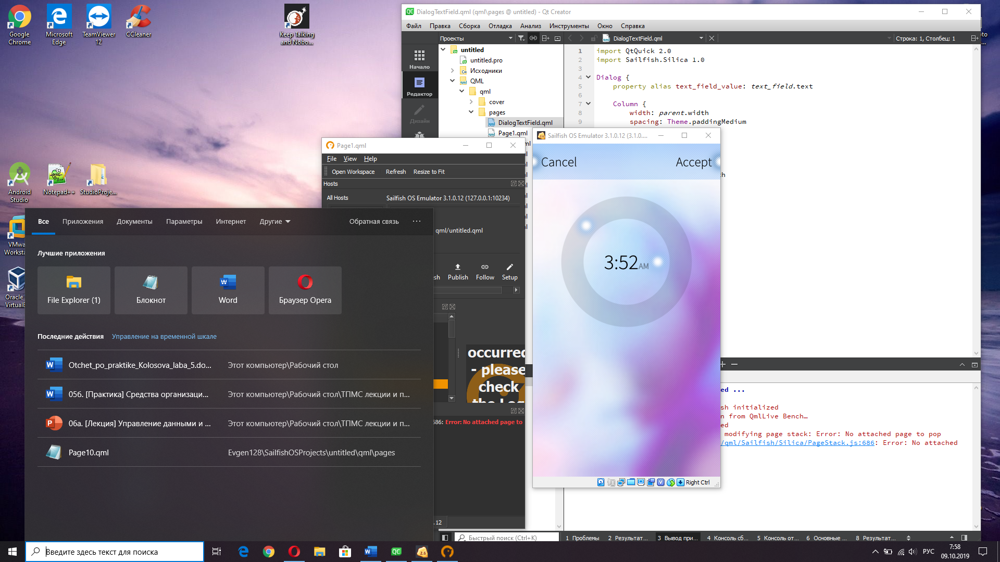 Google
Chrome
Microsoft
Edge
TeamViewer
12
CCleaner
Keep Talking
and Nobo...
Android
Studio
Notepad++
StudioProje...
Oracle
DialogTextField.qml (qml\pages @ untitled) - Qt Creator
Файл Правка Сборка Отладка Анализ Инструменты Окно Справка
Проекты
DialogTextField.qml
Строка: 1, Столбец: 1
Начало
Редактор
Дизайн
untitled
untitled.pro
Исходники
QML
qml
cover
pages
DialogTextField.qml
Page1.qml
1 import QtQuick 2.0
2 import Sailfish.Silica 1.0
3
4 Dialog {
5 property alias text_field_value: text_field.text
6
7 Column {
8 width: parent.width
9 spacing: Theme.paddingMedium
Page1.qml
File View Help
Open Workspace Refresh Resize to Fit
Hosts
All Hosts
Sailfish OS Emulator 3.1.0.12 (127.0.0.1:10234)
qml/untitled.qml
Publish Follow Setup
occurred
- please
check
the Log
686: Error: No attached page to
.12
Sailfish OS Emulator 3.1.0.12 (3.1.0....
Cancel Accept
3:52 AM
Right Ctrl
ed ...
sh initialized
n from QmlLive Bench…
ed
modifying page stack: Error: No attached page to pop
/qml/Sailfish/Silica/PageStack.js:686: Error: No attached
Быстрый поиск (Ctrl+K)
1 Проблемы 2 Результат... 3 Вывод при... 4 Консоль сб... 5 Консоль от... 6 Основные ... 8 Результат...
Все Приложения Документы Параметры Интернет Другие Обратная связь ...
Лучшие приложения
File Explorer (1)
Блокнот
Word
Браузер Opera
Последние действия Управление на временной шкале
Otchet_po_praktike_Kolosova_laba_5.do... Этот компьютер\Рабочий стол
05б. [Практика] Средства организаци... Этот компьютер\Рабочий стол\ТПМС лекции и п...
06а. [Лекция] Управление данными и ... Этот компьютер\Рабочий стол\ТПМС лекции и п...
Page10.qml Evgen128\SailfishOSProjects\untitled\qml\pages
Введите здесь текст для поиска
РУС
7:58
09.10.2019